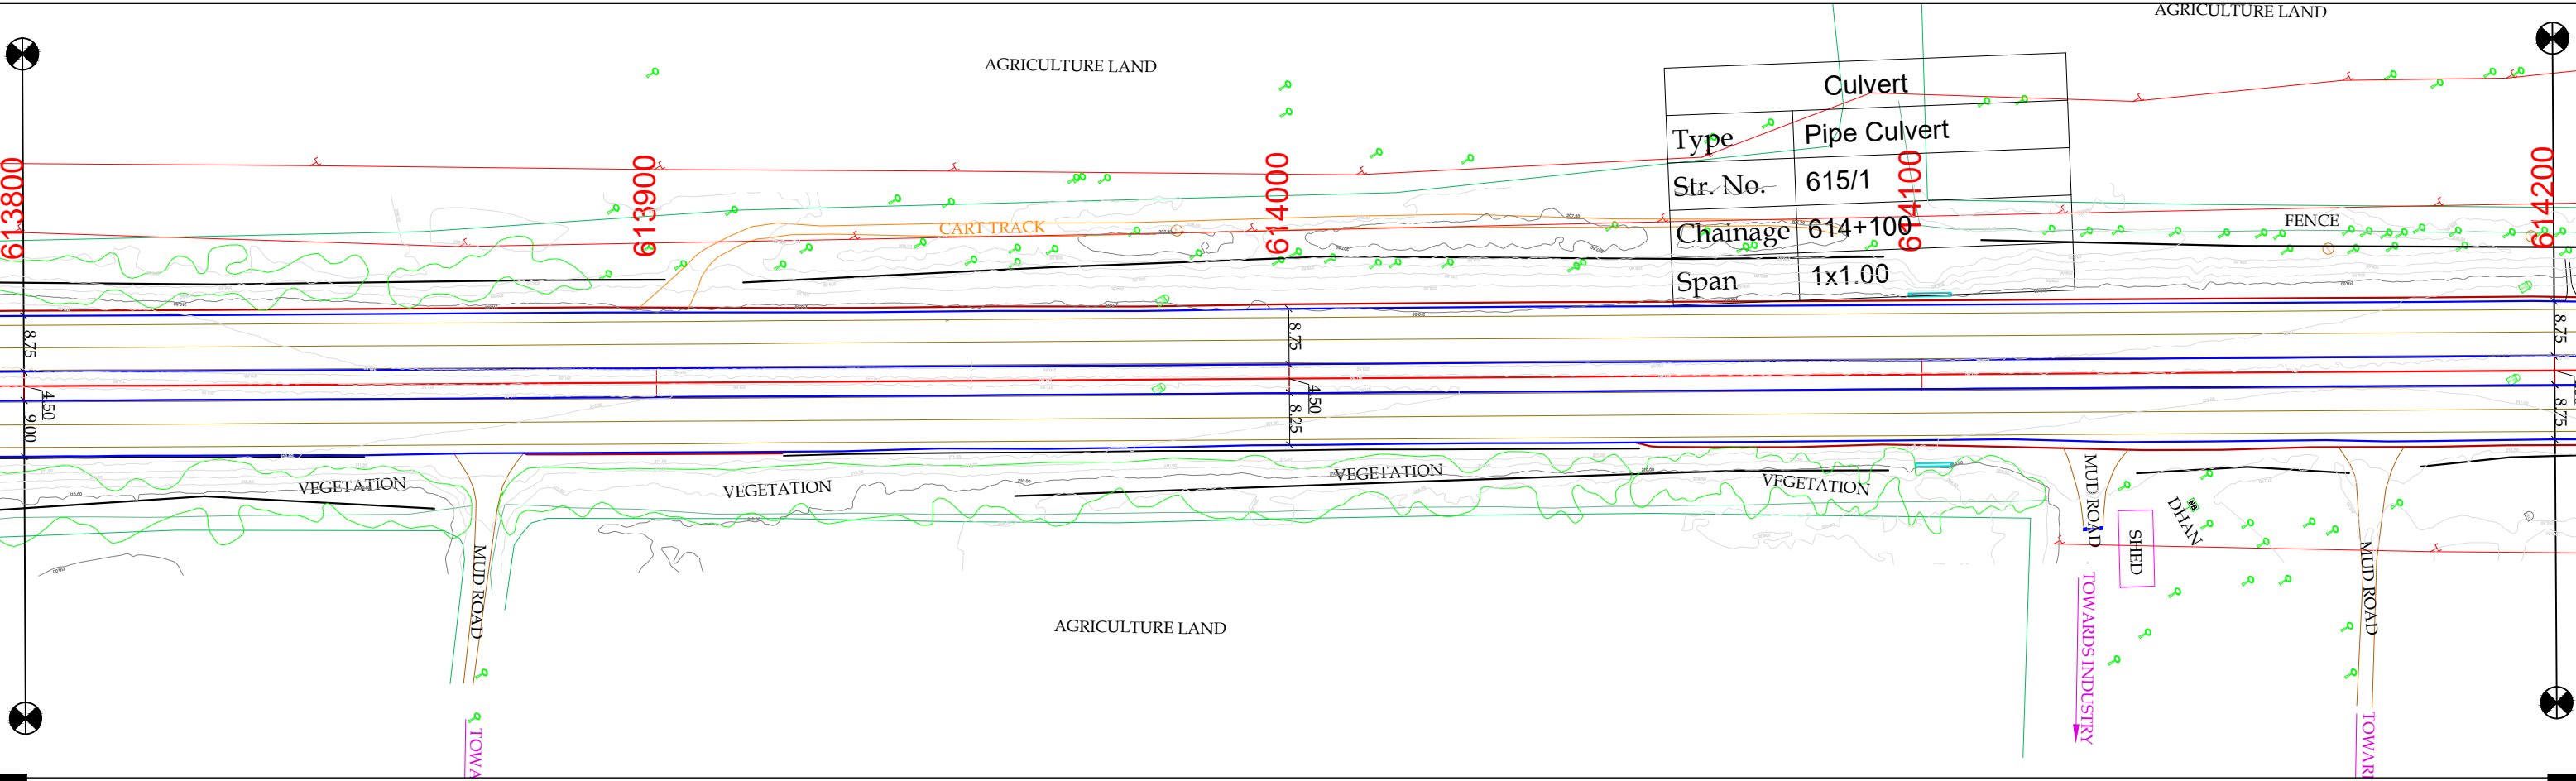 AGRICULTURE LAND
AGRICULTURE LAND
Culvert
Type Pipe Culvert
Str. No. 615/1
Chainage 614+100
Span 1x1.00
613800
613900
614000
614100
614200
CART TRACK
FENCE
8.75
4.50
9.00
8.75
4.50
8.25
8.75
8.75
VEGETATION
VEGETATION
VEGETATION
VEGETATION
MUD ROAD
MUD ROAD
MUD ROAD
SHED
DHAN
AGRICULTURE LAND
TOWARDS INDUSTRY
TOWA
TOWAR